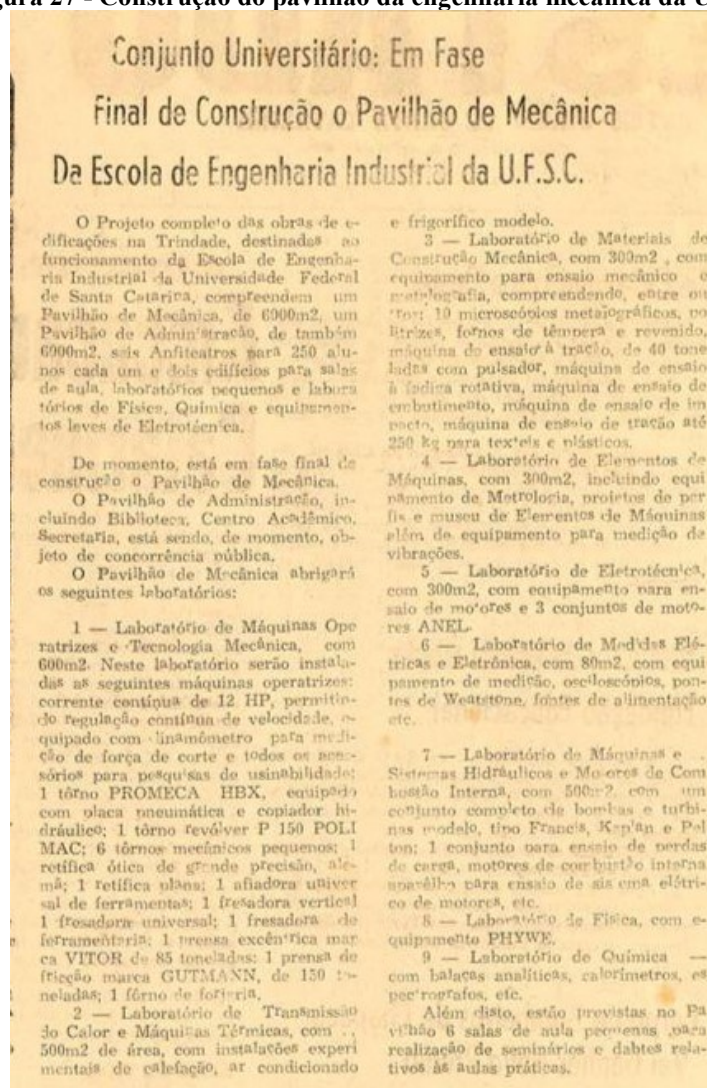 gura 27 - Construção do pavilhão da engenharia mecânica da U
Conjunto Universitário: Em Fase
Final de Construção o Pavilhão de Mecânica
Da Escola de Engenharia Industrial da U.F.S.C.
O Projeto completo das obras de e-
dificações na Trindade, destinadas ao
funcionamento da Escola de Engenha-
ria Industrial da Universidade Federal
de Santa Catarina, compreendem um
Pavilhão de Mecânica, de 6000m2, um
Pavilhão de Administração, de também
6000m2, seis Anfiteatros para 250 alu-
nos cada um e dois edifícios para salas
de aula, laboratórios pequenos e labora
tórios de Física, Química e equipamen-
tos leves de Eletrotécnica.
De momento, está em fase final de
construção o Pavilhão de Mecânica.
O Pavilhão de Administração, in-
cluindo Biblioteca, Centro Acadêmico,
Secretaria, está sendo, de momento, ob-
jeto de concorrência pública.
O Pavilhão de Mecânica abrigará
os seguintes laboratórios:
1 — Laboratório de Máquinas Ope
ratrizes e Tecnologia Mecânica, com
600m2. Neste laboratório serão instala-
das as seguintes máquinas operatrizes:
corrente contínua de 12 HP, permitin-
do regulação contínua de velocidade, e-
quipado com dinamômetro para medi-
ção de força de corte e todos os aces-
sórios para pesquisas de usinabilidade;
1 tôrno PROMECA HBX, equipado
com placa pneumática e copiador hi-
dráulico; 1 tôrno revólver P 150 POLI
MAC; 6 tôrnos mecânicos pequenos; 1
retífica ótica de grande precisão, ale-
mã; 1 retífica plana; 1 afiadora univer
sal de ferramentas; 1 fresadora vertical
1 fresadora universal; 1 fresadora de
ferramentaria; 1 prensa excêntrica mar
ca VITOR de 85 toneladas; 1 prensa de
fricção marca GUTMANN, de 150 to-
neladas; 1 fôrno de forjaria,
2 — Laboratório de Transmissão
do Calor e Máquinas Térmicas, com ..
500m2 de área, com instalações experi
mentais de calefação, ar condicionado
e frigorífico modelo.
3 — Laboratório de Materiais de
Construção Mecânica, com 300m2 , com
equipamento para ensaio mecânico e
metalografia, compreendendo, entre ou
tros: 10 microscópios metalográficos, po
litrizes, fornos de têmpera e revenido,
máquina de ensaio à tração, de 40 tone
ladas com pulsador, máquina de ensaio
à fadiga rotativa, máquina de ensaio de
embutimento, máquina de ensaio de im
pacto, máquina de ensaio de tração até
250 kg para texteis e plásticos.
4 — Laboratório de Elementos de
Máquinas, com 300m2, incluindo equi
pamento de Metrologia, projetos de per
fis e museu de Elementos de Máquinas
além de equipamento para medição de
vibrações.
5 — Laboratório de Eletrotécnica,
com 300m2, com equipamento para en-
saio de motores e 3 conjuntos de moto-
res ANEL.
6 — Laboratório de Medidas Elé-
tricas e Eletrônica, com 80m2, com equi
pamento de medição, osciloscópios, pon-
tes de Weatstone, fontes de alimentação
etc.
7 — Laboratório de Máquinas e .
Sistemas Hidráulicos e Motores de Com
bustão Interna, com 500m2, com um
conjunto completo de bombas e turbi-
nas modelo, tipo Francis, Kaplan e Pel
ton; 1 conjunto para ensaio de perdas
de carga, motores de combustão interna
aparêlho para ensaio de sistema elétri-
co de motores, etc.
8 — Laboratório de Física, com e-
quipamento PHYWE.
9 — Laboratório de Química —
com balaças analíticas, calorímetros, es
pectrografos, etc.
Além disto, estão previstas no Pa
vilhão 6 salas de aula pequenas ,para
realização de seminários e dabtes rela-
tivos às aulas práticas.